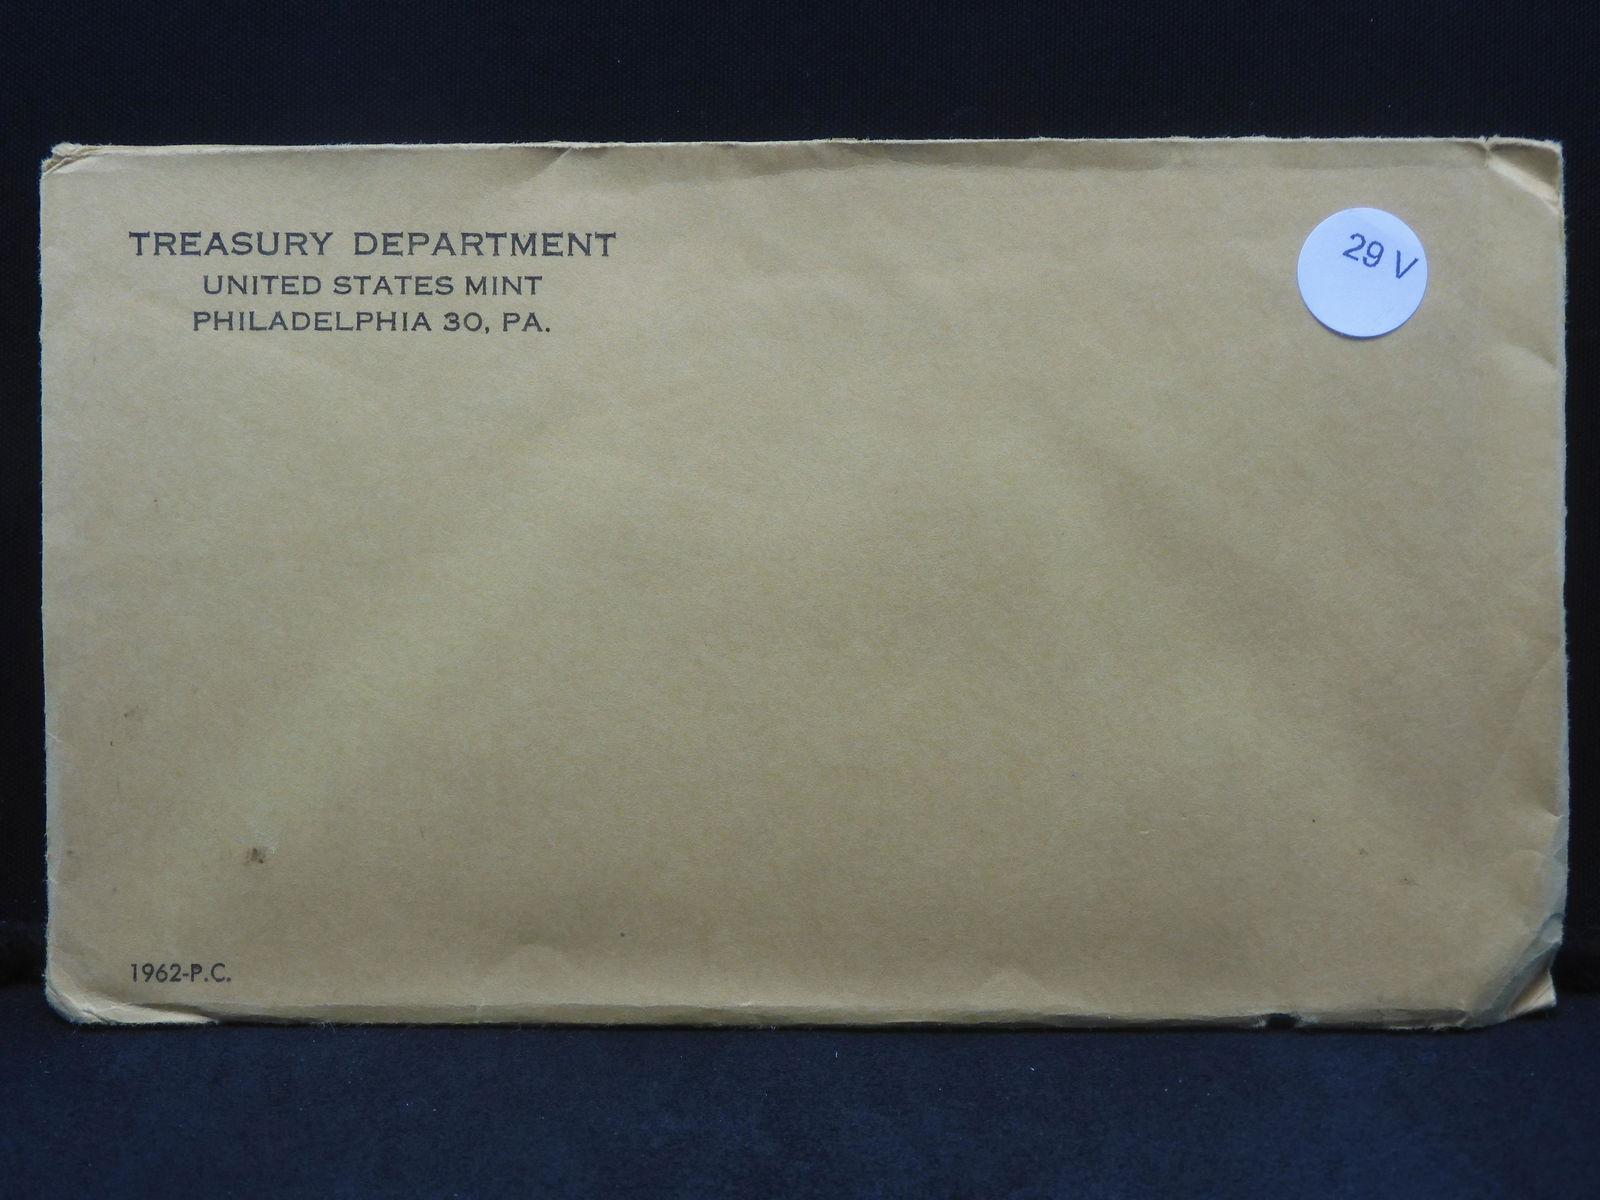 TREASURY DEPARTMENT
UNITED STATES MINT
PHILADELPHIA 30, PA.
29 V
1962-P.C.